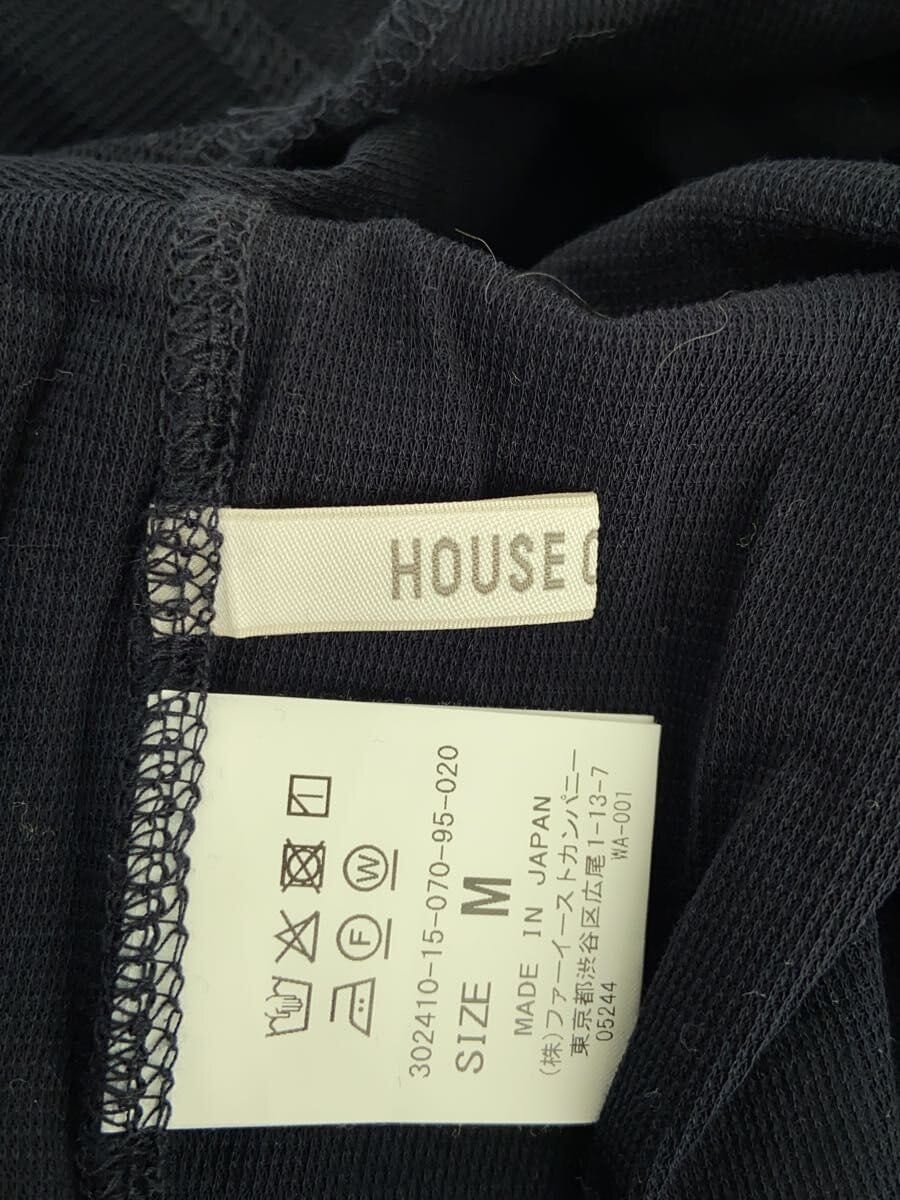 HOUSE
F
W
302410-15-070-95-020
SIZE M
MADE IN JAPAN
(株)ファーイーストカンパニー
東京都渋谷区広尾1-13-7
05244 WA-001